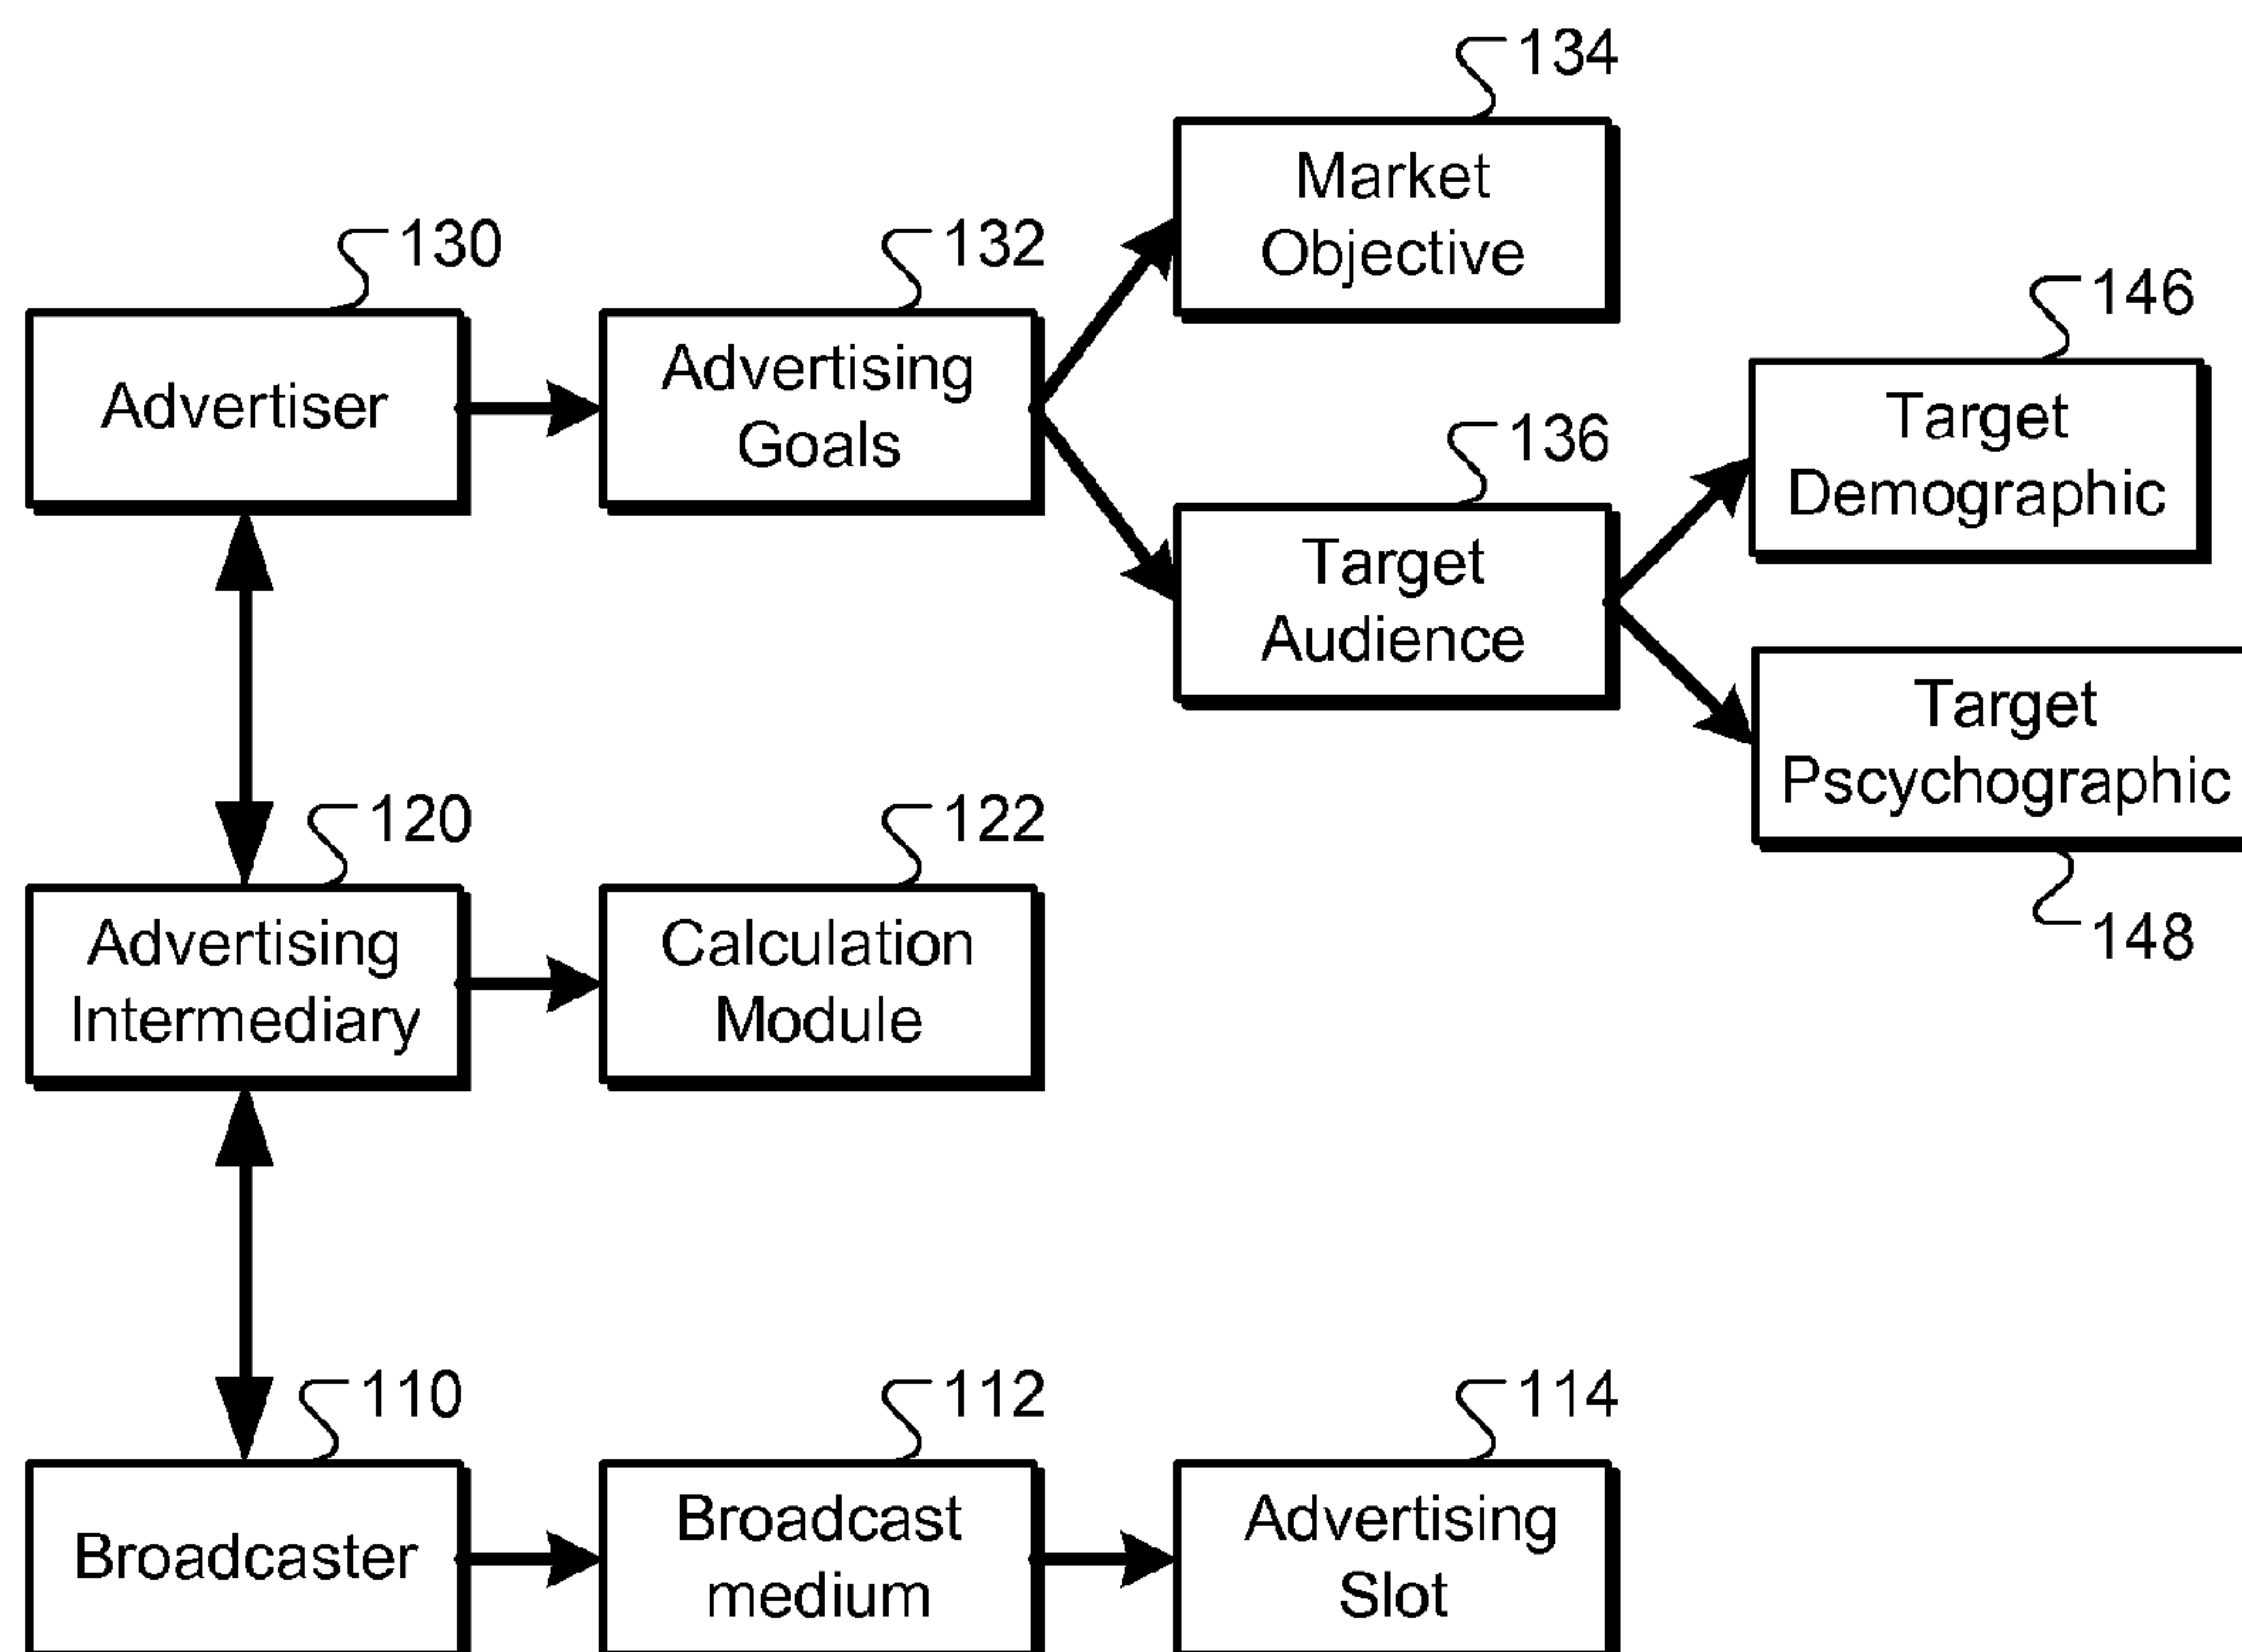 134
Market
Objective
130
Advertiser
132
Advertising
Goals
146
Target
Demographic
136
Target
Audience
Target
Pscychographic
148
120
Advertising
Intermediary
122
Calculation
Module
110
Broadcaster
112
Broadcast
medium
114
Advertising
Slot